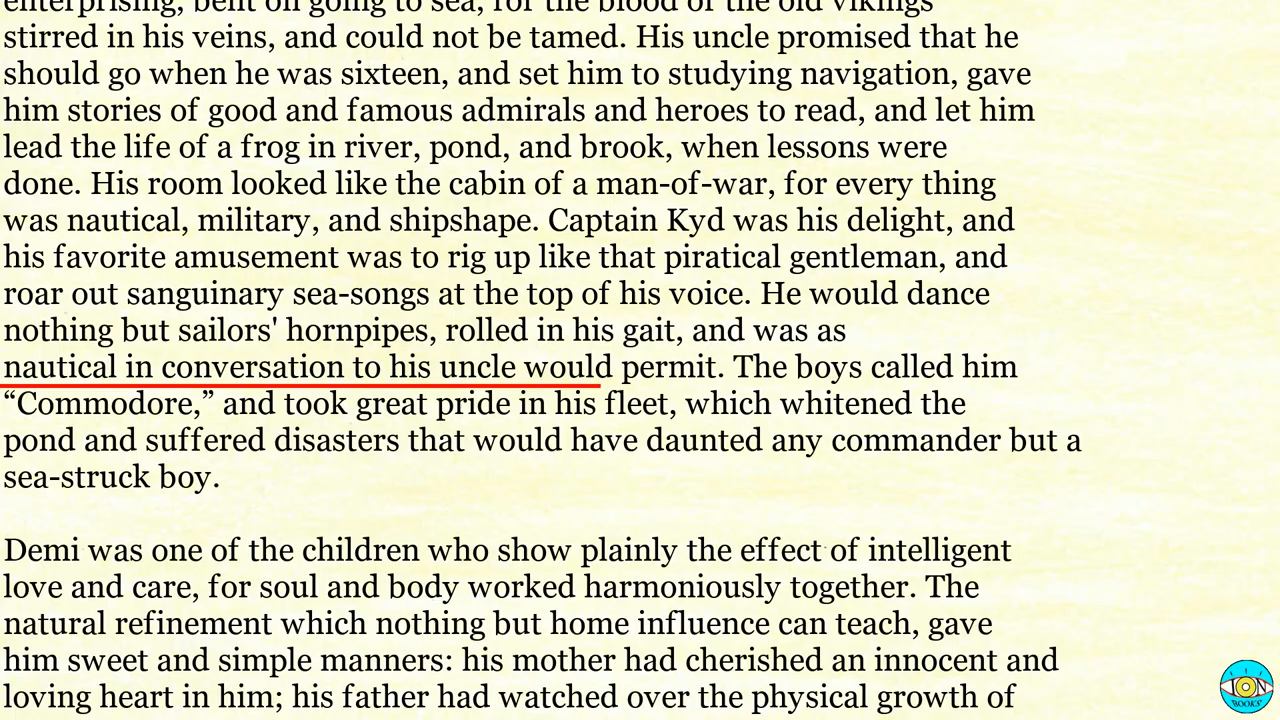 enterprising, bent on going to sea, for the blood of the old vikings
stirred in his veins, and could not be tamed. His uncle promised that he
should go when he was sixteen, and set him to studying navigation, gave
him stories of good and famous admirals and heroes to read, and let him
lead the life of a frog in river, pond, and brook, when lessons were
done. His room looked like the cabin of a man-of-war, for every thing
was nautical, military, and shipshape. Captain Kyd was his delight, and
his favorite amusement was to rig up like that piratical gentleman, and
roar out sanguinary sea-songs at the top of his voice. He would dance
nothing but sailors' hornpipes, rolled in his gait, and was as
nautical in conversation to his uncle would permit. The boys called him
“Commodore,” and took great pride in his fleet, which whitened the
pond and suffered disasters that would have daunted any commander but a
sea-struck boy.
Demi was one of the children who show plainly the effect of intelligent
love and care, for soul and body worked harmoniously together. The
natural refinement which nothing but home influence can teach, gave
him sweet and simple manners: his mother had cherished an innocent and
loving heart in him; his father had watched over the physical growth of
ION
BOOKS